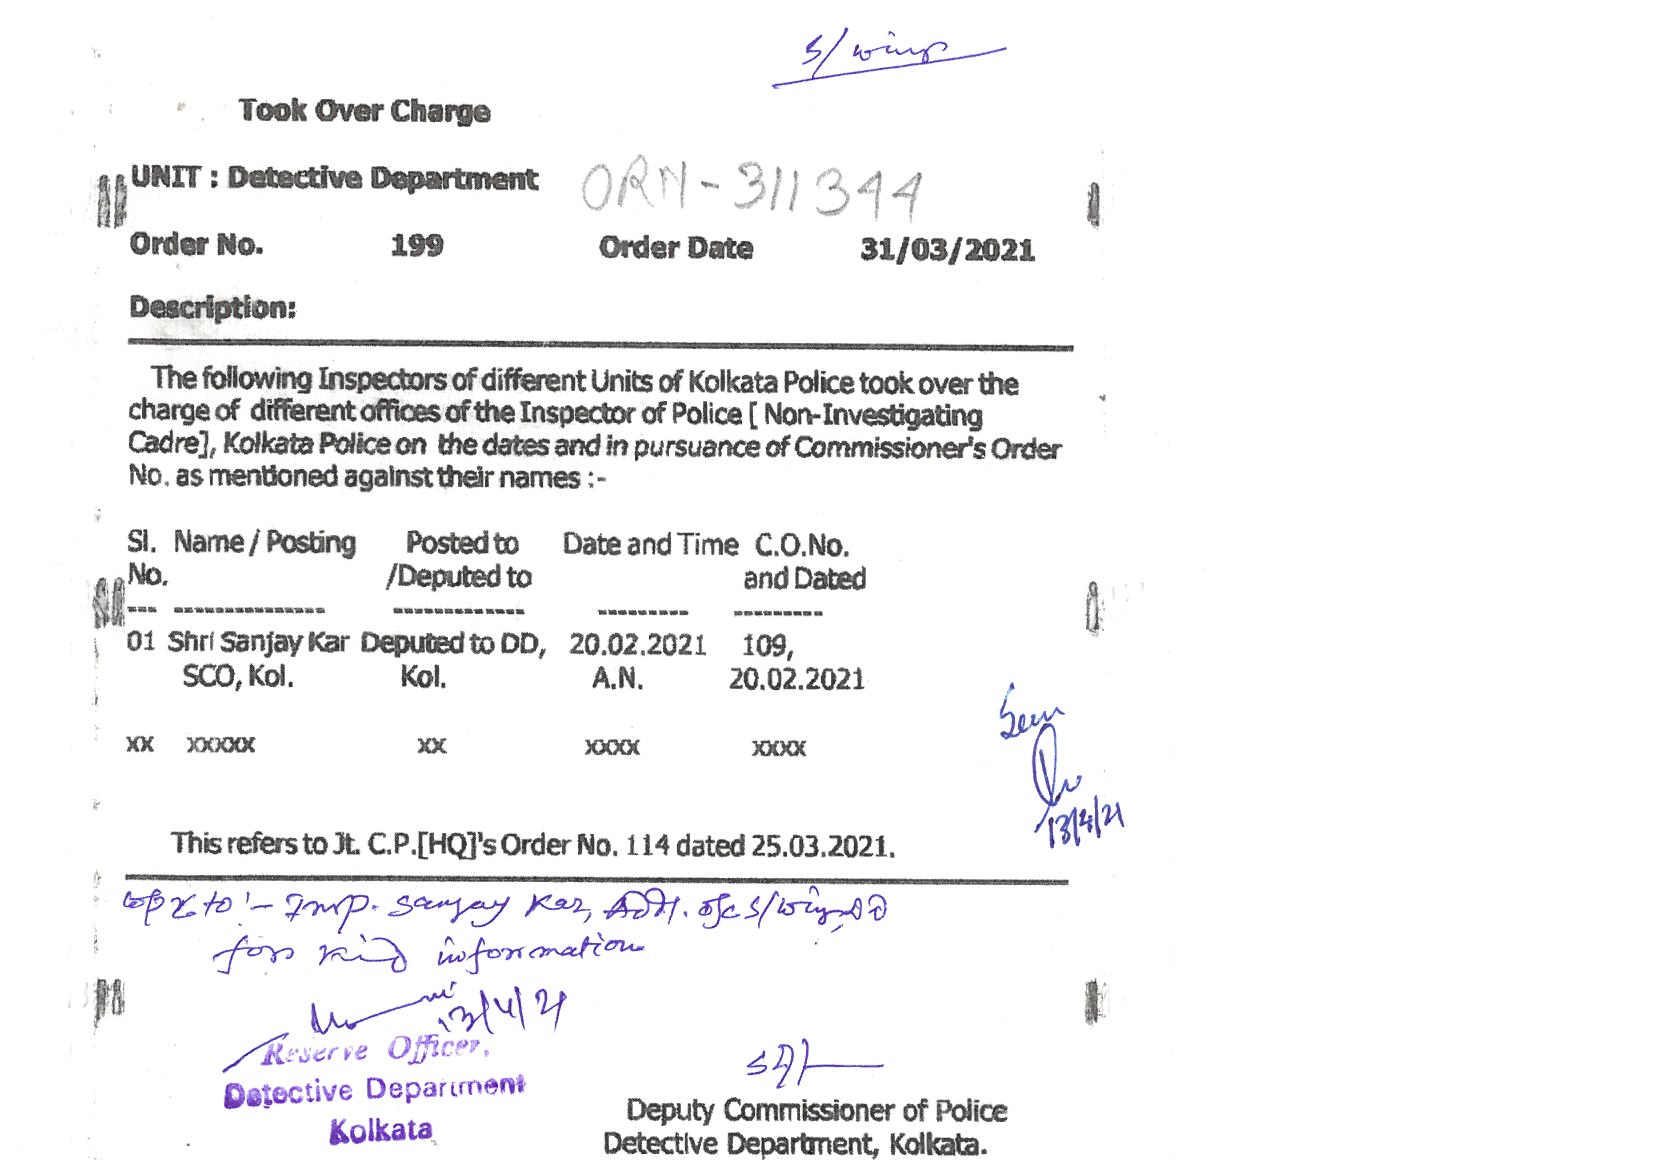 S/Wing
Took Over Charge
UNIT : Detective Department ORN-311344
Order No. 199 Order Date 31/03/2021
Description:
The following Inspectors of different Units of Kolkata Police took over the
charge of different offices of the Inspector of Police [ Non-Investigating
Cadre], Kolkata Police on the dates and in pursuance of Commissioner's Order
No. as mentioned against their names :-
Sl. Name / Posting Posted to Date and Time C.O.No.
No. /Deputed to and Dated
--- --------------- ------------- --------- ---------
01 Shri Sanjay Kar Deputed to DD, 20.02.2021 109,
SCO, Kol. Kol. A.N. 20.02.2021
Seen
xx xxxxx xx xxxx xxxx
13/4/21
This refers to Jt. C.P.[HQ]'s Order No. 114 dated 25.03.2021.
to :- Insp. Sanjay Kar, Addl. O/C S/Wing, DD
for kind information
13/4/21
Reserve Officer,
Detective Department
Kolkata
Sd/-
Deputy Commissioner of Police
Detective Department, Kolkata.